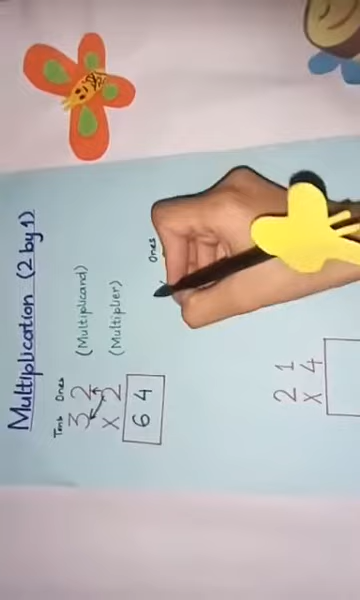 Multiplication (2 by 1)
Tens Ones
3 2 (Multiplicand)
x 2 (Multiplier)
6 4
Ones
2 1
x 4